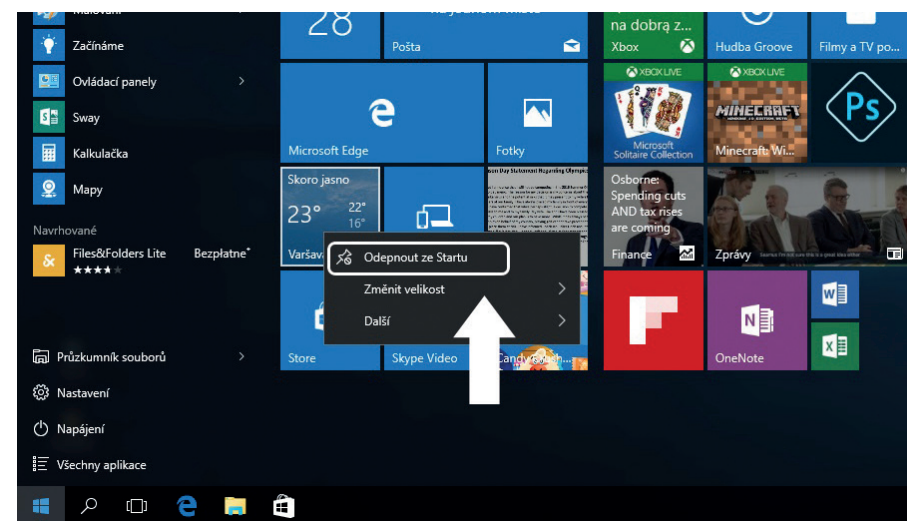 Začínáme
Ovládací panely
Sway
Kalkulačka
Mapy
Navrhované
Files&Folders Lite Bezpłatne*
Průzkumník souborů
Nastavení
Napájení
Všechny aplikace
28
Pošta
Microsoft Edge
Fotky
Skoro jasno
23° 22°
16°
Odepnout ze Startu
Změnit velikost
Další
Store
Skype Video
na dobrą z...
Xbox
Hudba Groove
Filmy a TV po...
XBOX LIVE
Microsoft
Solitaire Collection
XBOX LIVE
MINECRAFT
Minecraft: Wi...
Ps
Osborne:
Spending cuts
AND tax rises
are coming
Finance
Zprávy
OneNote